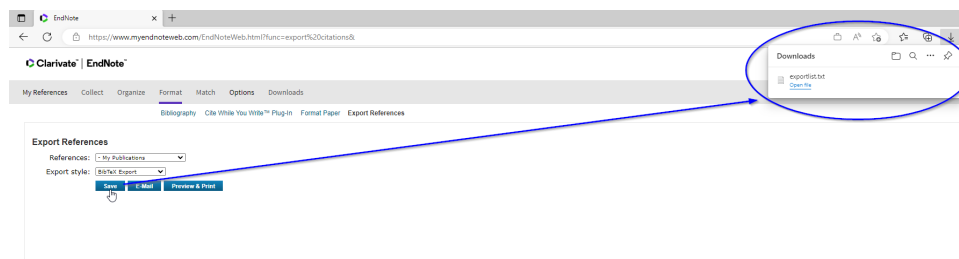 EndNote
https://www.myendnoteweb.com/EndNoteWeb.html?func=export%20citations&
Clarivate™ | EndNote™
Downloads
exportlist.txt
Open file
My References Collect Organize Format Match Options Downloads
Bibliography Cite While You Write™ Plug-In Format Paper Export References
Export References
References: - My Publications
Export style: BibTeX Export
Save E-Mail Preview & Print